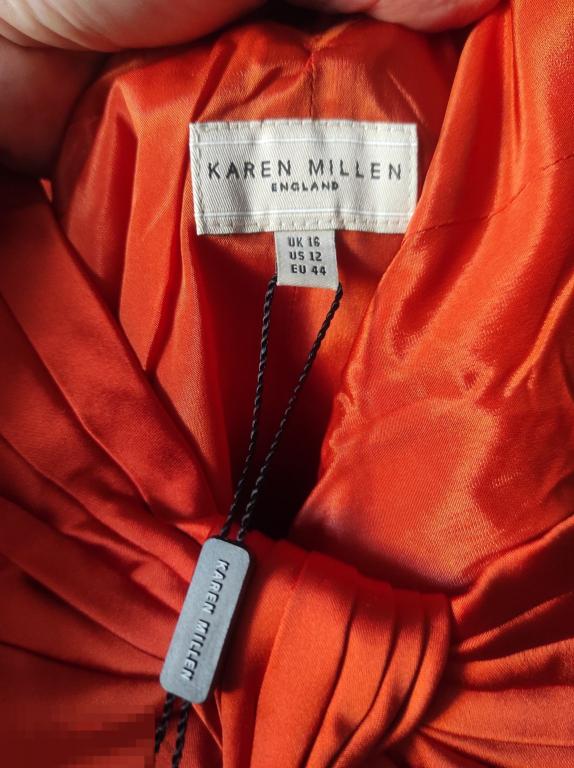 KAREN MILLEN
ENGLAND
UK 16
US 12
EU 44
KAREN MILLEN